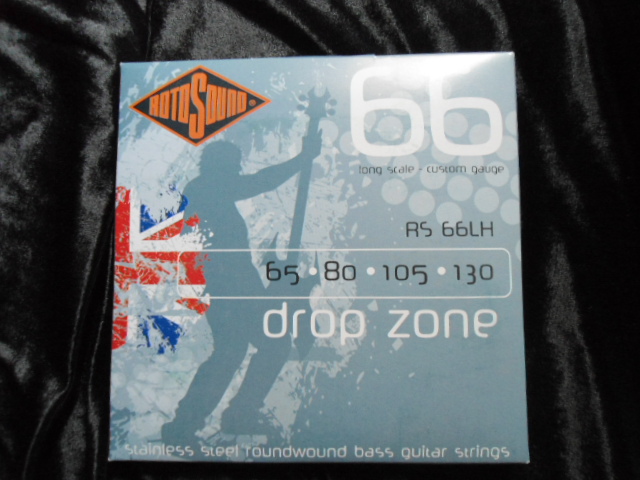 ROTOSOUND®
66
long scale - custom gauge
RS 66LH
65 • 80 • 105 • 130
drop zone
stainless steel roundwound bass guitar strings